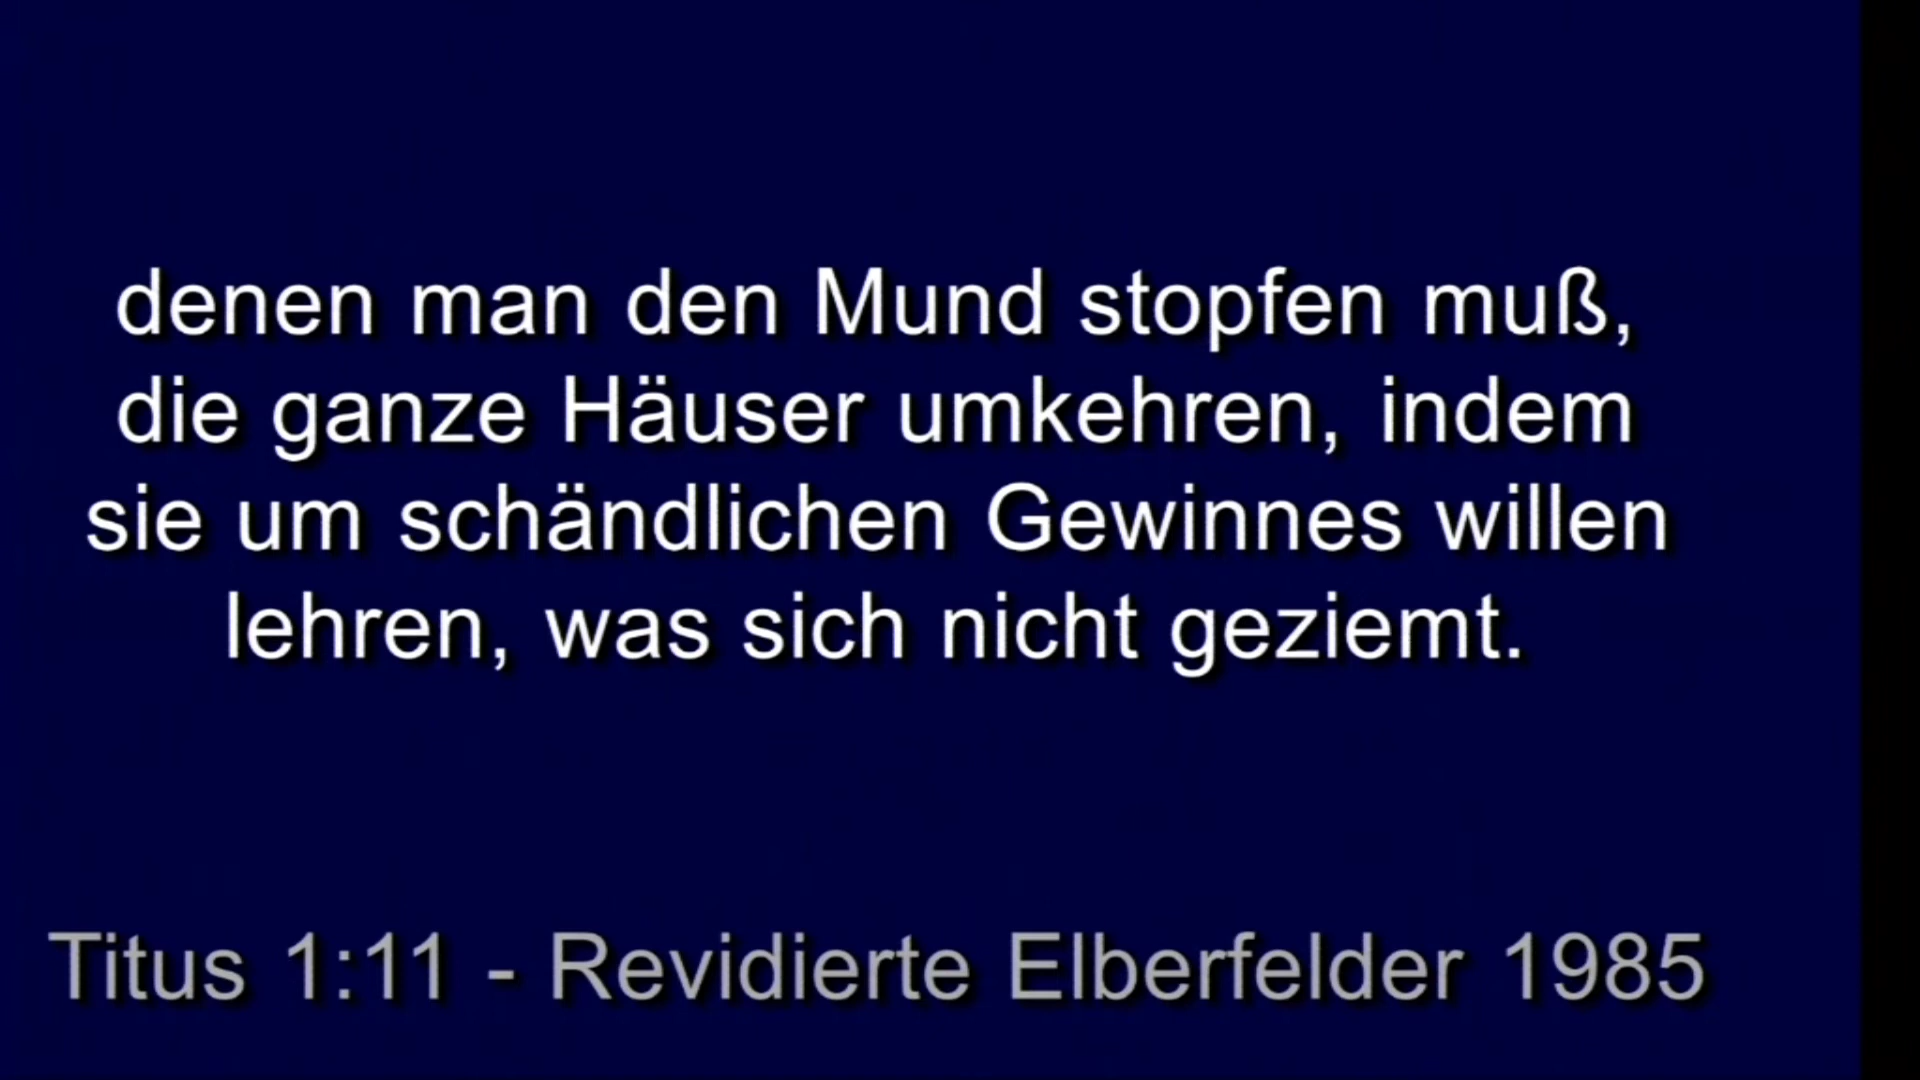 denen man den Mund stopfen muß,
die ganze Häuser umkehren, indem
sie um schändlichen Gewinnes willen
lehren, was sich nicht geziemt.
Titus 1:11 - Revidierte Elberfelder 1985